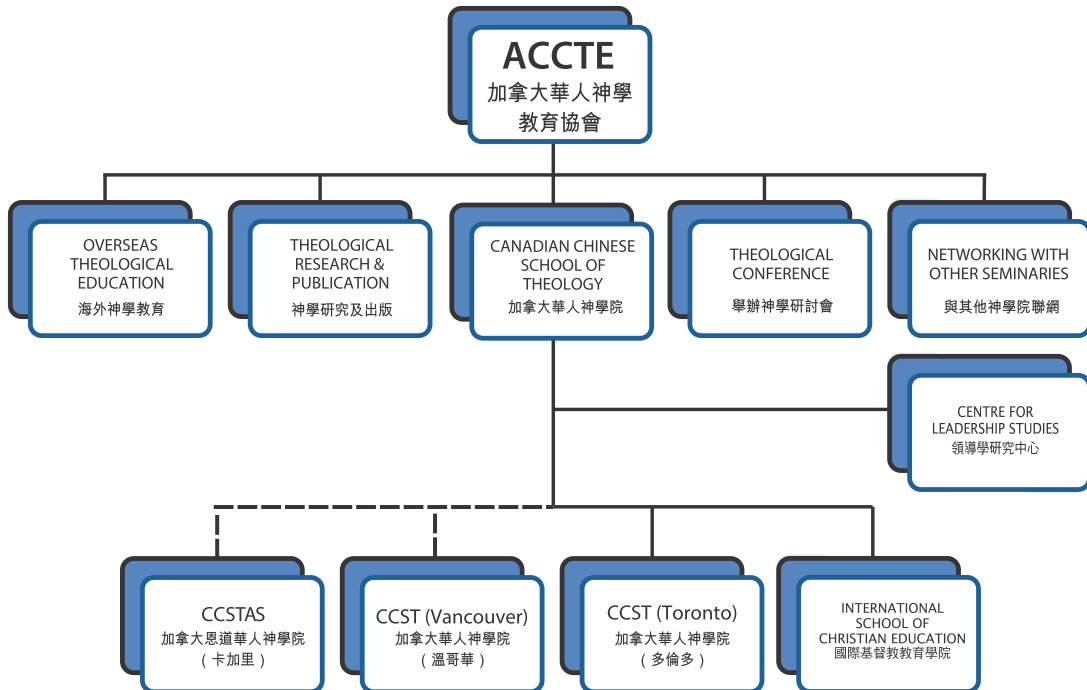 ACCTE
加拿大華人神學
教育協會
OVERSEAS
THEOLOGICAL
EDUCATION
海外神學教育
THEOLOGICAL
RESEARCH &
PUBLICATION
神學研究及出版
CANADIAN CHINESE
SCHOOL OF
THEOLOGY
加拿大華人神學院
THEOLOGICAL
CONFERENCE
舉辦神學研討會
NETWORKING WITH
OTHER SEMINARIES
與其他神學院聯網
CENTRE FOR
LEADERSHIP STUDIES
領導學研究中心
CCSTAS
加拿大恩道華人神學院
（卡加里）
CCST (Vancouver)
加拿大華人神學院
（溫哥華）
CCST (Toronto)
加拿大華人神學院
（多倫多）
INTERNATIONAL
SCHOOL OF
CHRISTIAN EDUCATION
國際基督教教育學院